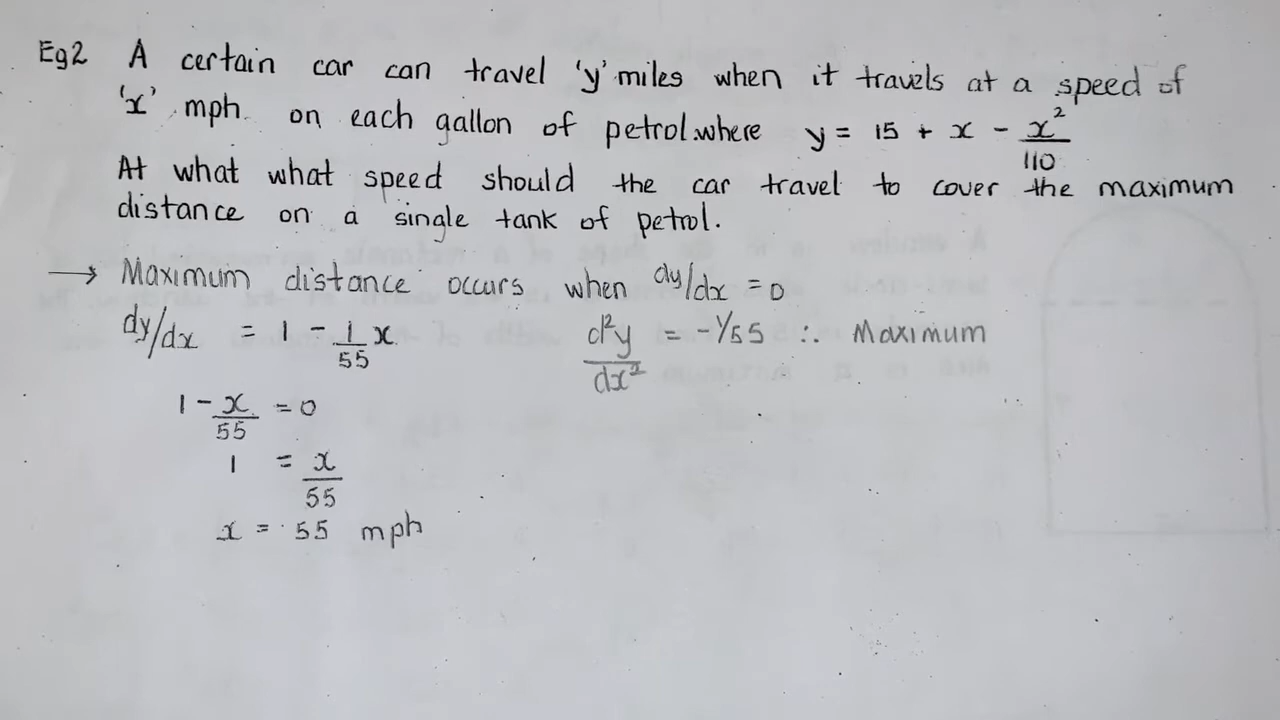 Eg2 A certain car can travel 'y' miles when it travels at a speed of
'x' mph on each gallon of petrol.where y = 15 + x - x²/110
At what what speed should the car travel to cover the maximum
distance on a single tank of petrol.
→ Maximum distance occurs when dy/dx = 0
dy/dx = 1 - 1/55 x d²y/dx² = -1/55 ∴ Maximum
1 - x/55 = 0
1 = x/55
x = 55 mph